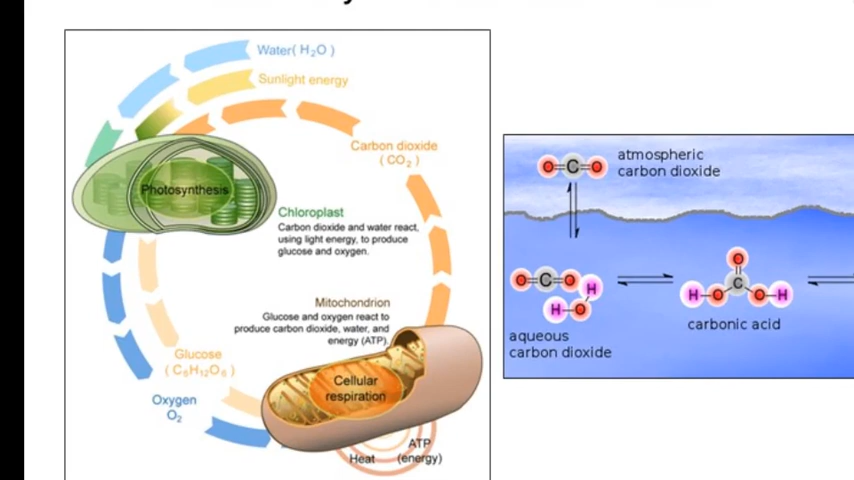 Water( H₂O )
Sunlight energy
Carbon dioxide
( CO₂ )
Photosynthesis
Chloroplast
Carbon dioxide and water react,
using light energy, to produce
glucose and oxygen.
Mitochondrion
Glucose and oxygen react to
produce carbon dioxide, water, and
energy (ATP).
Glucose
( C₆H₁₂O₆ )
Oxygen
O₂
Cellular
respiration
ATP
Heat (energy)
O C O
atmospheric
carbon dioxide
O C O
H
H O
aqueous
carbon dioxide
O
C
H O O H
carbonic acid